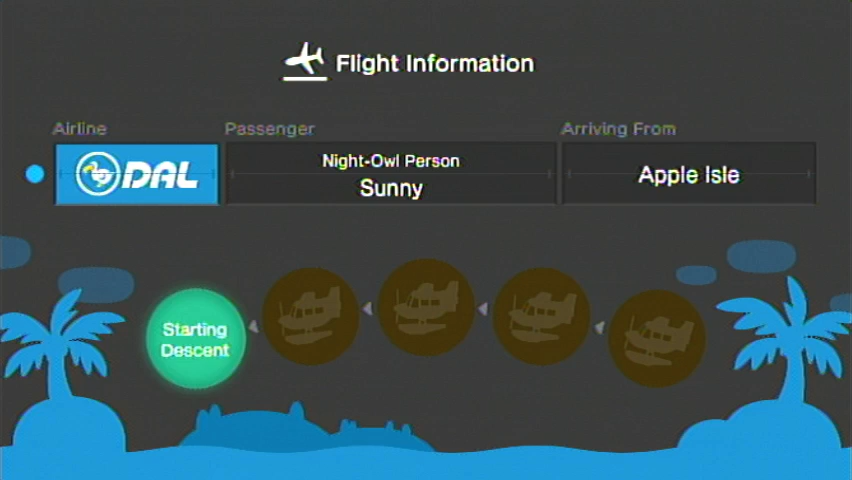 Flight Information
Airline
Passenger
Arriving From
DAL
Night-Owl Person
Sunny
Apple Isle
Starting
Descent